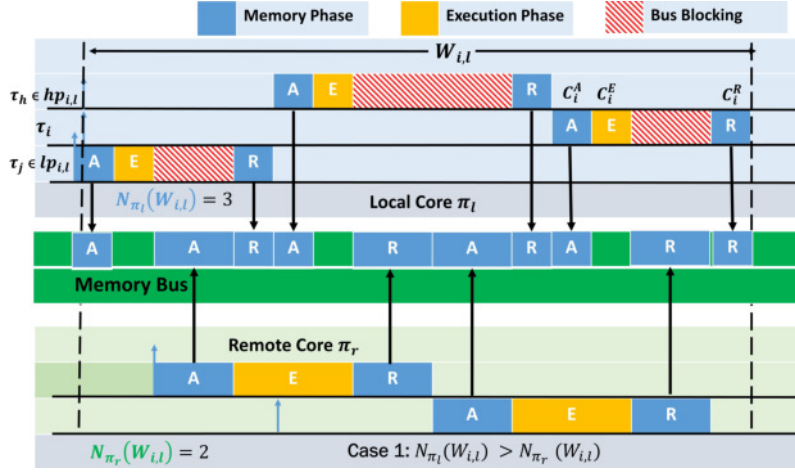 Memory Phase Execution Phase Bus Blocking
W_{i,l}
τ_h ∈ hp_{i,l} A E R C_i^A C_i^E C_i^R
τ_i A E R
τ_j ∈ lp_{i,l} A E R
N_{π_l}(W_{i,l}) = 3 Local Core π_l
A A R A R A R A R R
Memory Bus
Remote Core π_r
A E R
A E R
N_{π_r}(W_{i,l}) = 2 Case 1: N_{π_l}(W_{i,l}) > N_{π_r} (W_{i,l})